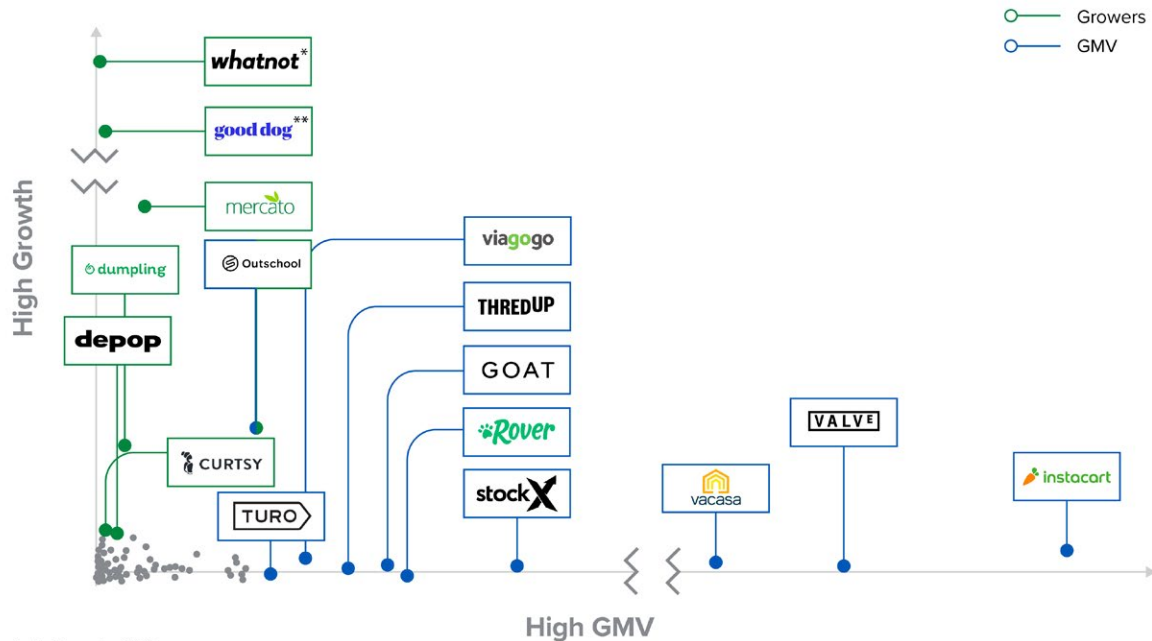 Growers
GMV
whatnot*
good dog**
mercato
High Growth
dumpling
Outschool
viagogo
depop
THREDUP
GOAT
CURTSY
Rover
VALVE
TURO
stockX
vacasa
instacart
High GMV